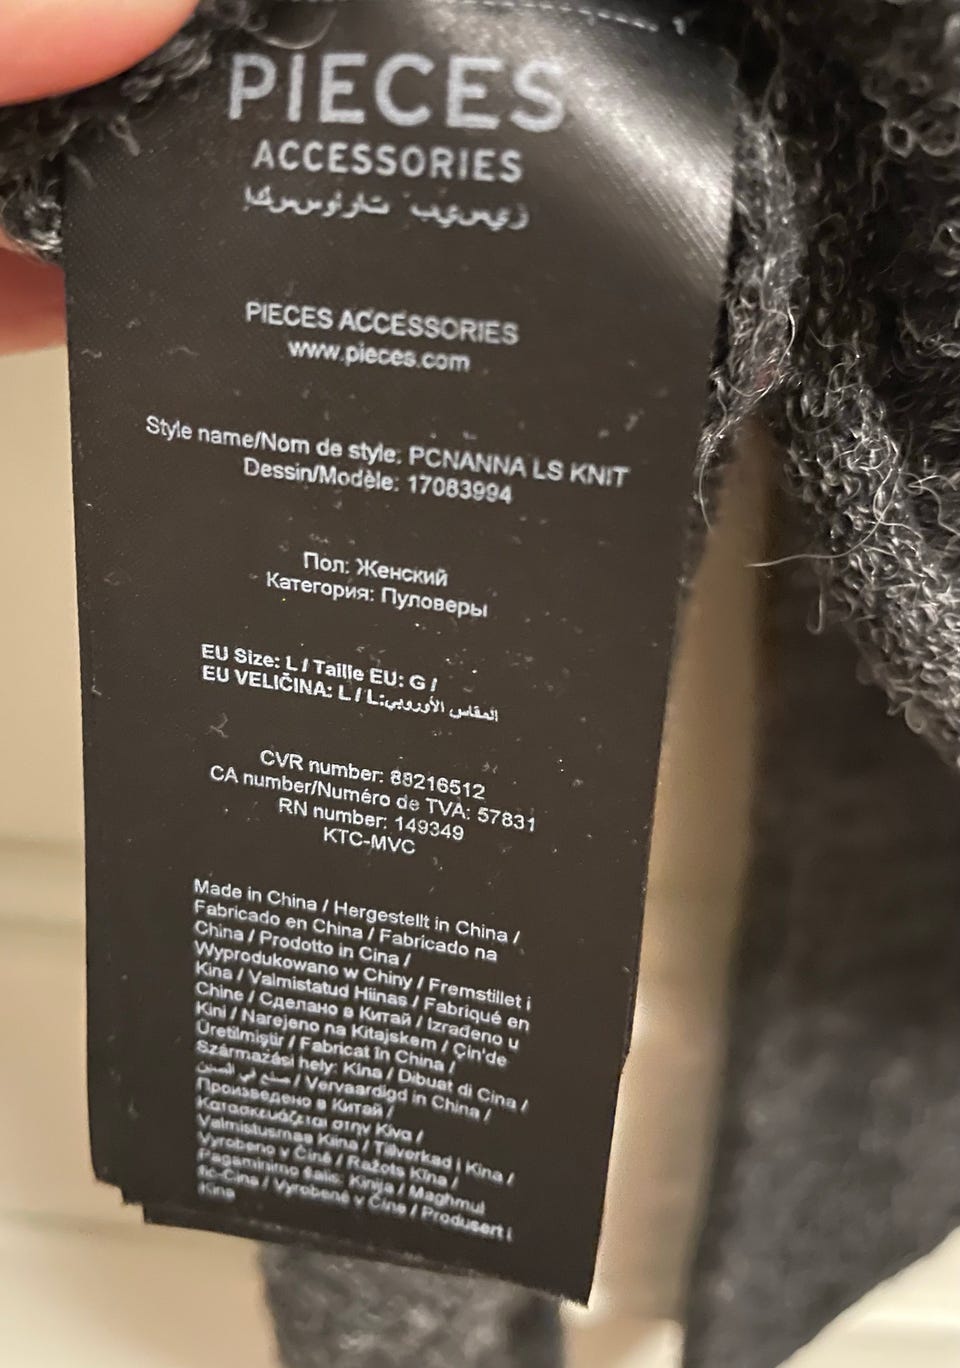 PIECES
ACCESSORIES
PIECES ACCESSORIES
www.pieces.com
Style name/Nom de style: PCNANNA LS KNIT
Dessin/Modèle: 17083994
Пол: Женский
Категория: Пуловеры
EU Size: L / Taille EU: G /
EU VELIČINA: L / L:المقاس الأوروبي
CVR number: 88216512
CA number/Numéro de TVA: 57831
RN number: 149349
KTC-MVC
Made in China / Hergestellt in China /
Fabricado en China / Fabricado na
China / Prodotto in Cina /
Wyprodukowano w Chiny / Fremstillet i
Kina / Valmistatud Hiinas / Fabriqué en
Chine / Сделано в Китай / Izrađeno u
Kini / Narejeno na Kitajskem / Çin'de
Üretilmiştir / Fabricat în China /
Származási hely: Kína / Dibuat di Cina /
صنع في الصين / Vervaardigd in China /
Произведено в Китай /
Κατασκευάζεται στην Κίνα /
Valmistusmaa Kiina / Tillverkad i Kina /
Vyrobeno v Číně / Ražots Ķīna /
Pagaminimo šalis: Kinija / Maghmul
fiċ-Ċina / Vyrobené v Číne / Produsert i
Kina